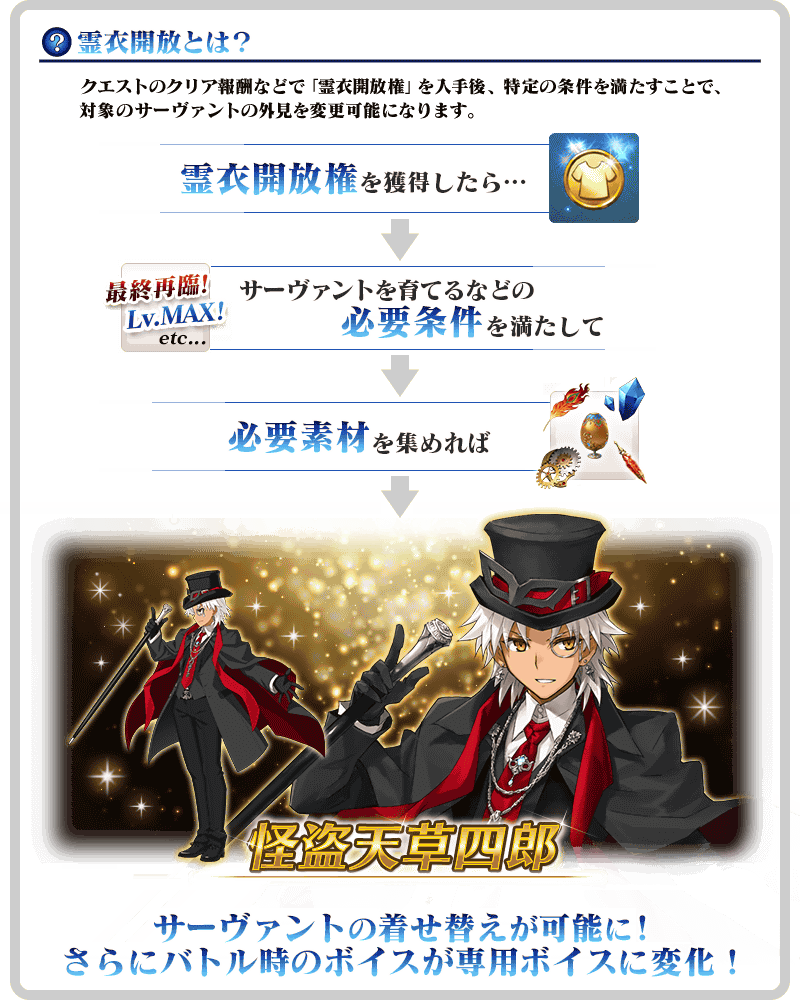 ?霊衣開放とは?
クエストのクリア報酬などで「霊衣開放権」を入手後、特定の条件を満たすことで、
対象のサーヴァントの外見を変更可能になります。
霊衣開放権を獲得したら…
最終再臨!
Lv.MAX!
etc...
サーヴァントを育てるなどの
必要条件を満たして
必要素材を集めれば
怪盗天草四郎
サーヴァントの着せ替えが可能に!
さらにバトル時のボイスが専用ボイスに変化!